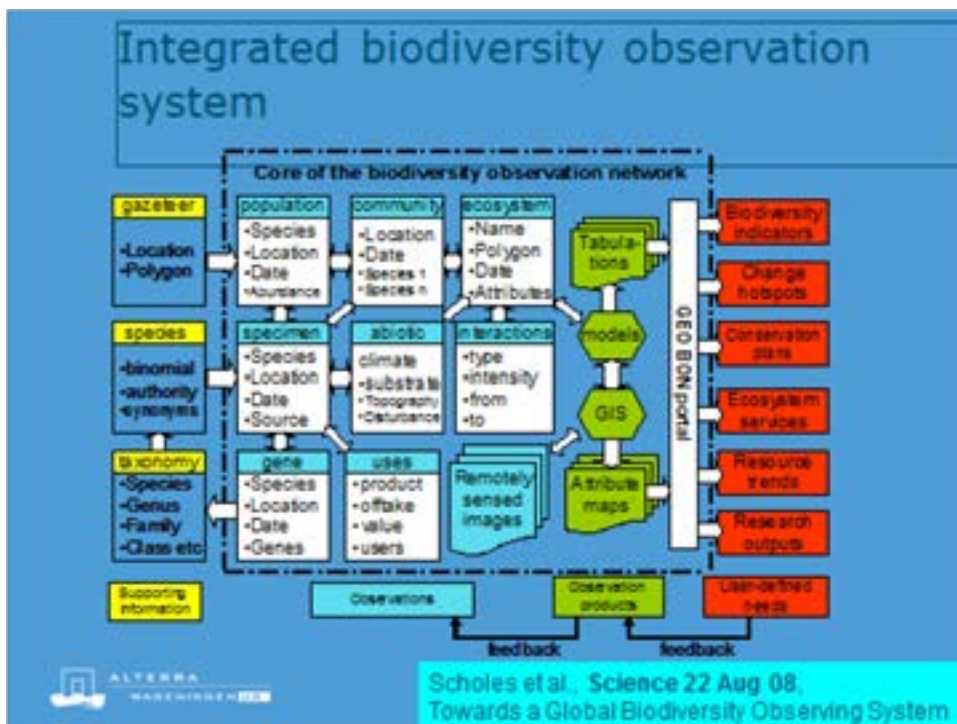 Integrated biodiversity observation
system
Core of the biodiversity observation network
gazeteer
•Location
•Polygon
population
•Species
•Location
•Date
•Abundance
community
•Location
•Date
•Species 1
•Species n
ecosystem
•Name
•Polygon
•Date
•Attributes
Tabula-
tions
GEO BON portal
Biodiversity
indicators
Change
hotspots
species
•binomial
•authority
•synonyms
specimen
•Species
•Location
•Date
•Source
abiotic
climate
•substrate
•Topography
•Disturbance
interactions
•type
•intensity
•from
•to
models
GIS
Conservation
plans
Ecosystem
services
taxonomy
•Species
•Genus
•Family
•Class etc
gene
•Species
•Location
•Date
•Genes
uses
•product
•offtake
•value
•users
Remotely
sensed
images
Attribute
maps
Resource
trends
Research
outputs
Supporting
information
Observations
Observation
products
User-defined
needs
feedback
feedback
ALTERRA
WAGENINGEN UR
Scholes et al., Science 22 Aug 08,
Towards a Global Biodiversity Observing System